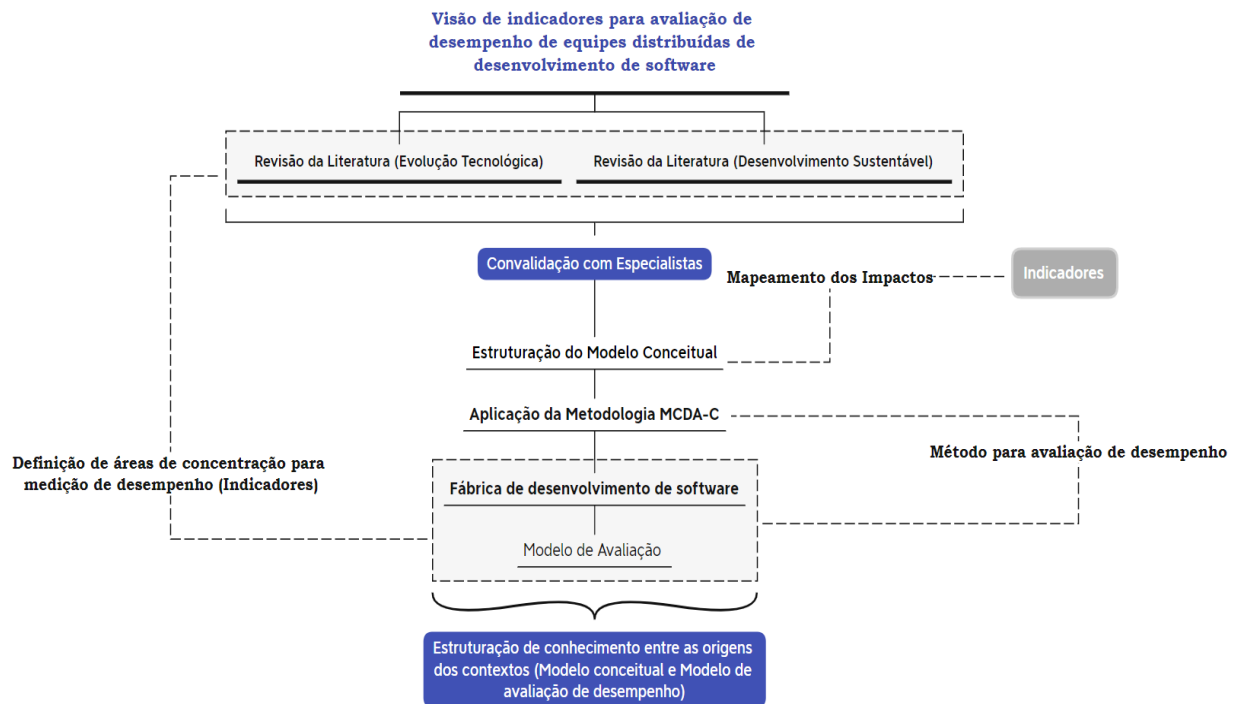 Visão de indicadores para avaliação de
desempenho de equipes distribuídas de
desenvolvimento de software
Revisão da Literatura (Evolução Tecnológica)
Revisão da Literatura (Desenvolvimento Sustentável)
Convalidação com Especialistas
Mapeamento dos Impactos
Indicadores
Estruturação do Modelo Conceitual
Aplicação da Metodologia MCDA-C
Definição de áreas de concentração para
medição de desempenho (Indicadores)
Método para avaliação de desempenho
Fábrica de desenvolvimento de software
Modelo de Avaliação
Estruturação de conhecimento entre as origens
dos contextos (Modelo conceitual e Modelo de
avaliação de desempenho)